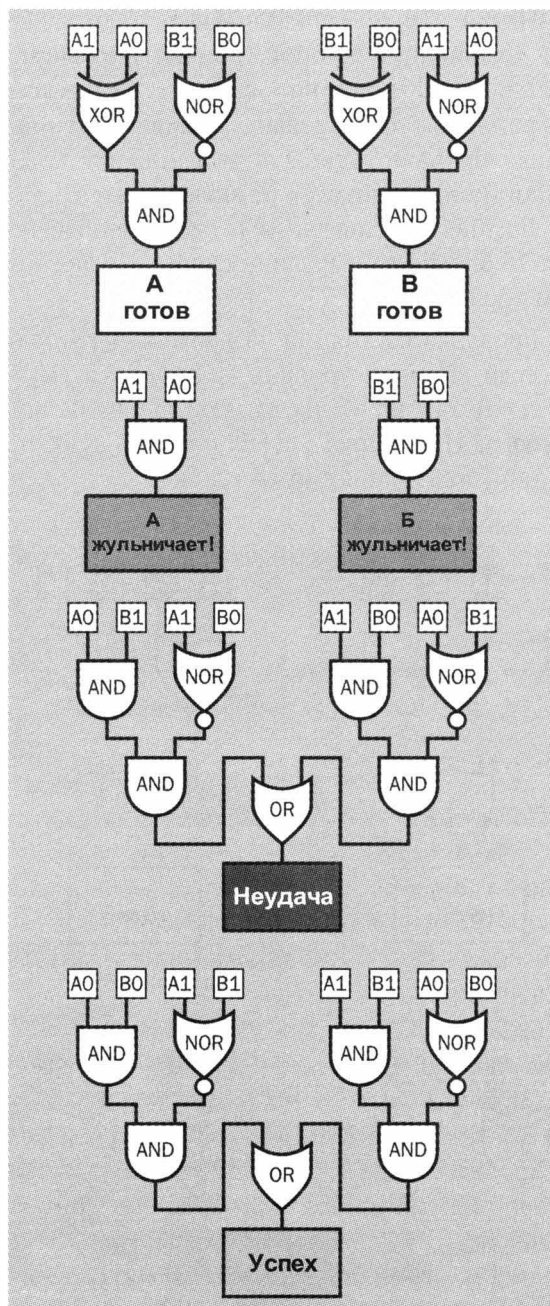 A1 A0 B1 B0 B1 B0 A1 A0
XOR NOR XOR NOR
AND AND
А готов В готов
A1 A0 B1 B0
AND AND
А жульничает! Б жульничает!
A0 B1 A1 B0 A1 B0 A0 B1
AND NOR AND NOR
AND AND
OR
Неудача
A0 B0 A1 B1 A1 B1 A0 B0
AND NOR AND NOR
AND AND
OR
Успех